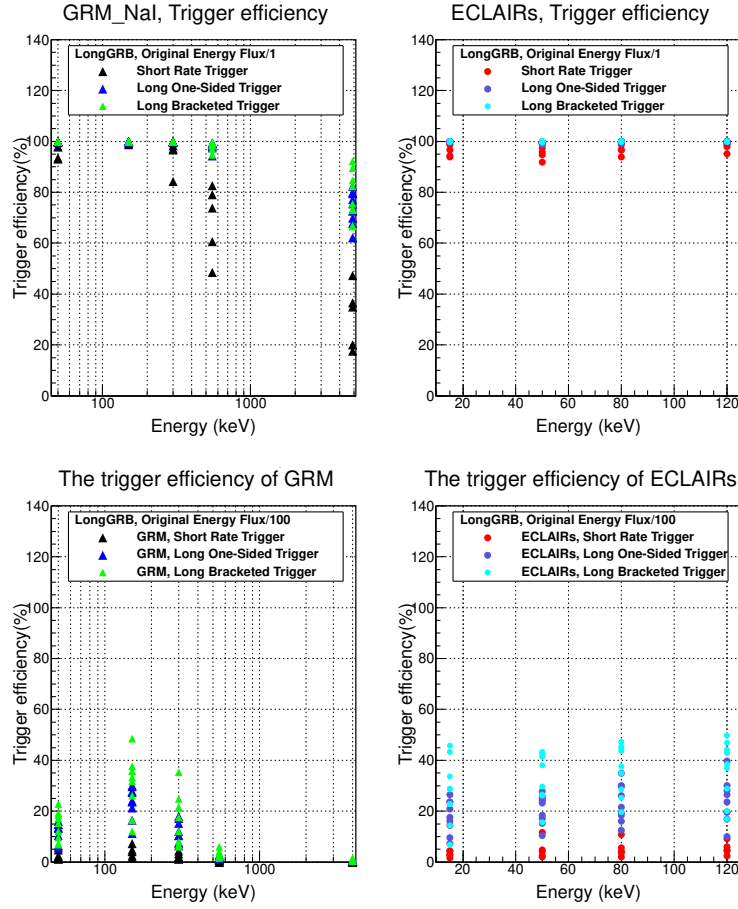 GRM_NaI, Trigger efficiency
Trigger efficiency(%)
140
120
100
80
60
40
20
0
LongGRB, Original Energy Flux/1
Short Rate Trigger
Long One-Sided Trigger
Long Bracketed Trigger
100
1000
Energy (keV)
ECLAIRs, Trigger efficiency
Trigger efficiency(%)
140
120
100
80
60
40
20
0
LongGRB, Original Energy Flux/1
Short Rate Trigger
Long One-Sided Trigger
Long Bracketed Trigger
20
40
60
80
100
120
Energy (keV)
The trigger efficiency of GRM
Trigger efficiency(%)
140
120
100
80
60
40
20
0
LongGRB, Original Energy Flux/100
GRM, Short Rate Trigger
GRM, Long One-Sided Trigger
GRM, Long Bracketed Trigger
100
1000
Energy (keV)
The trigger efficiency of ECLAIRs
Trigger efficiency(%)
140
120
100
80
60
40
20
0
LongGRB, Original Energy Flux/100
ECLAIRs, Short Rate Trigger
ECLAIRs, Long One-Sided Trigger
ECLAIRs, Long Bracketed Trigger
20
40
60
80
100
120
Energy (keV)